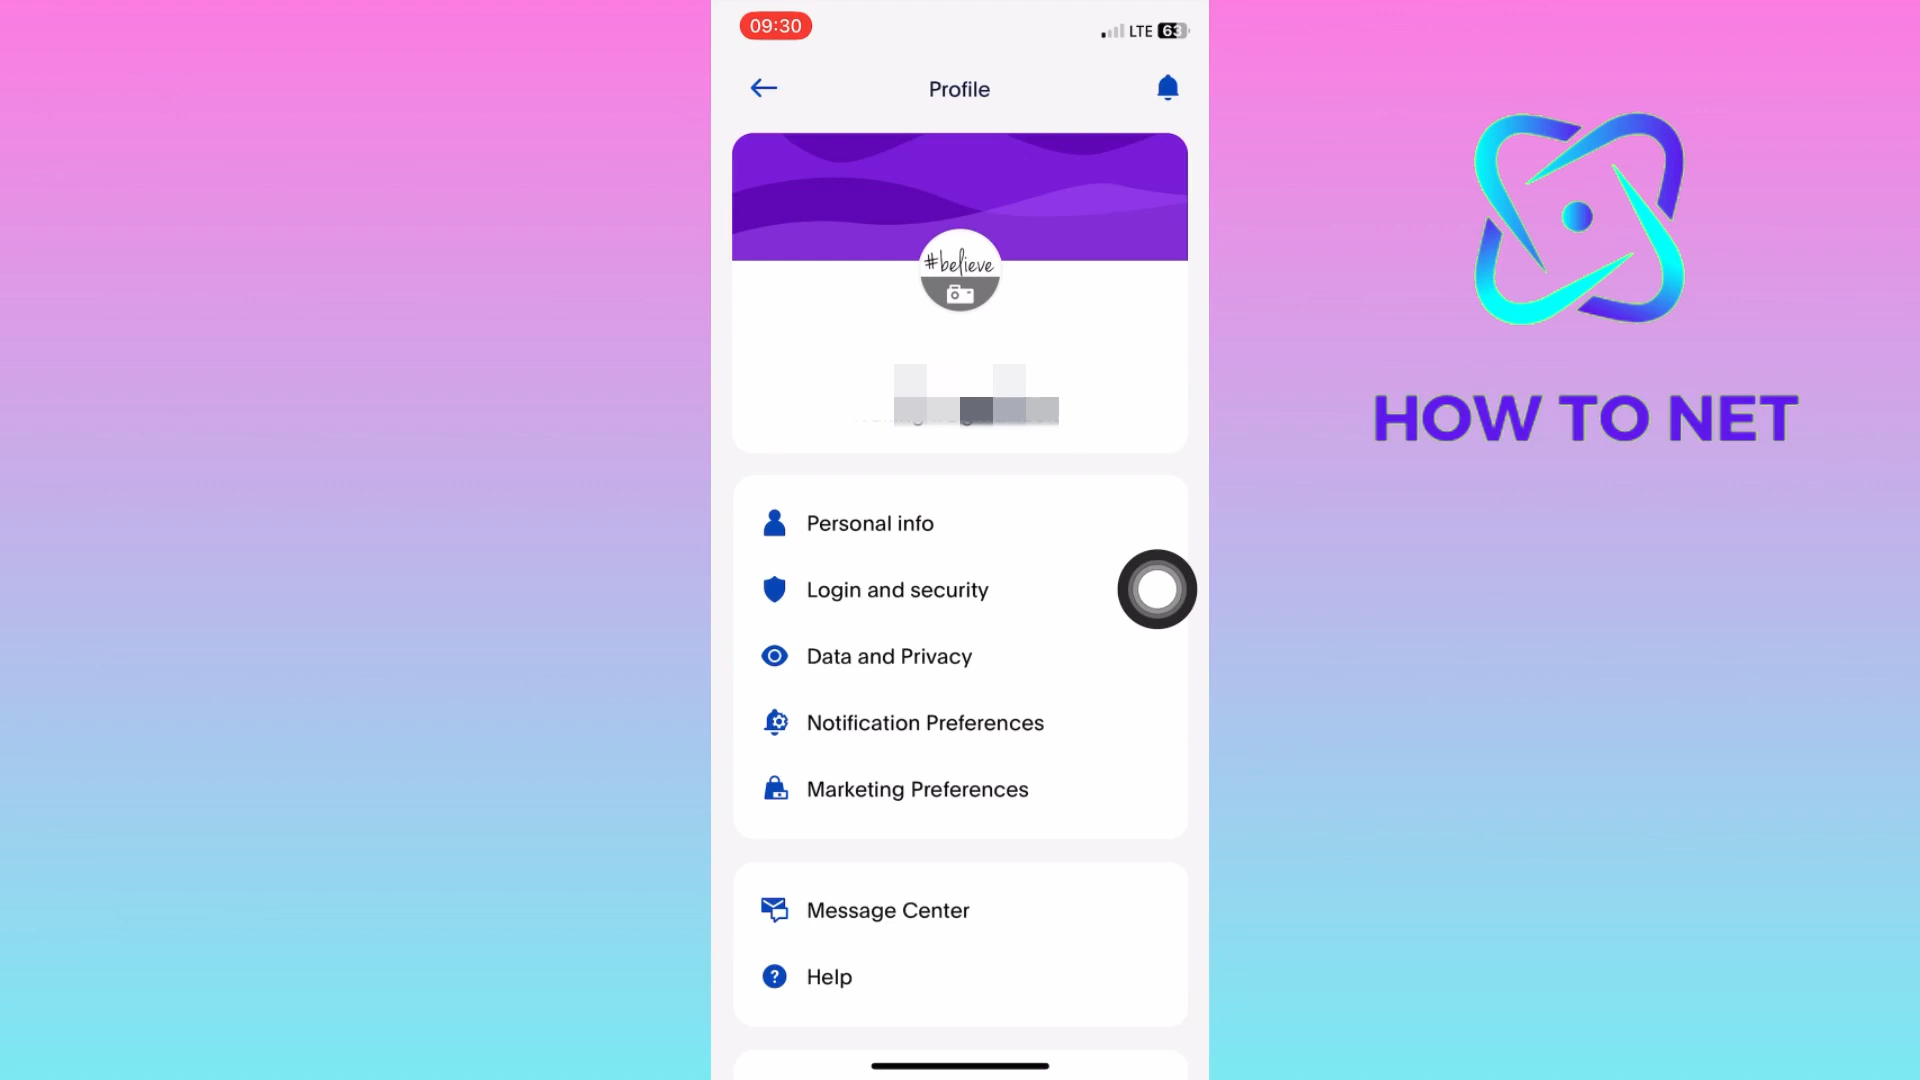 09:30
LTE 63
Profile
#believe
Personal info
Login and security
Data and Privacy
Notification Preferences
Marketing Preferences
Message Center
Help
HOW TO NET